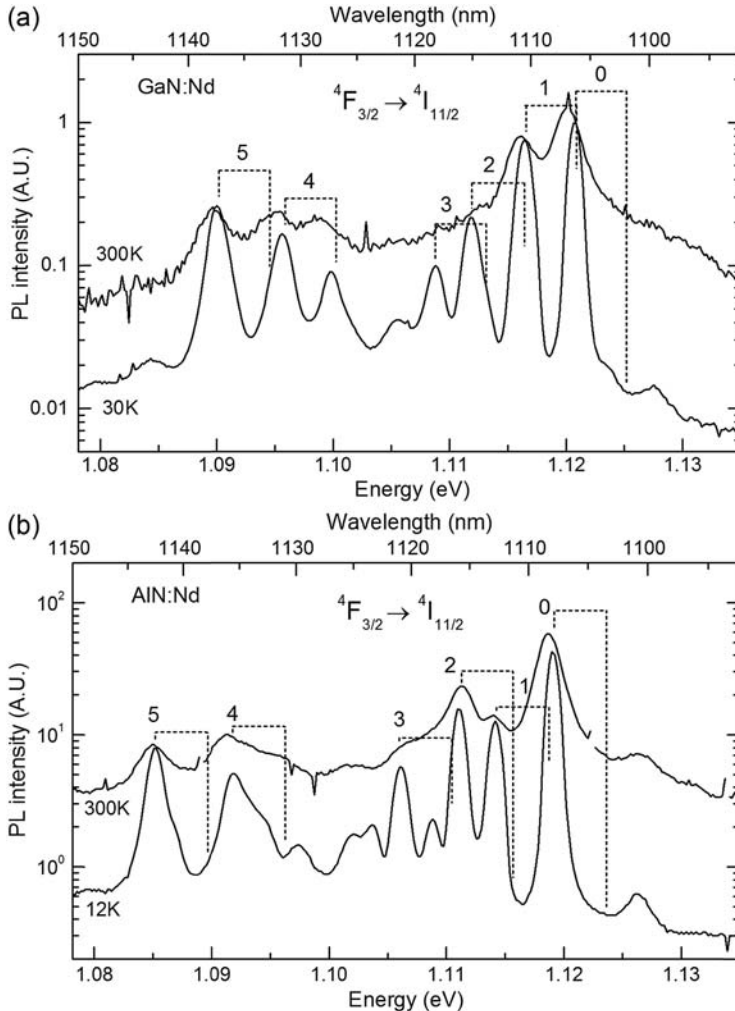 (a)
Wavelength (nm)
1150 1140 1130 1120 1110 1100
GaN:Nd
⁴F₃/₂ → ⁴I₁₁/₂
0
1
2
3
4
5
1
0.1
0.01
PL intensity (A.U.)
300K
30K
1.08 1.09 1.10 1.11 1.12 1.13
Energy (eV)
(b)
Wavelength (nm)
1150 1140 1130 1120 1110 1100
AlN:Nd
⁴F₃/₂ → ⁴I₁₁/₂
0
1
2
3
4
5
10²
10¹
10⁰
PL intensity (A.U.)
300K
12K
1.08 1.09 1.10 1.11 1.12 1.13
Energy (eV)